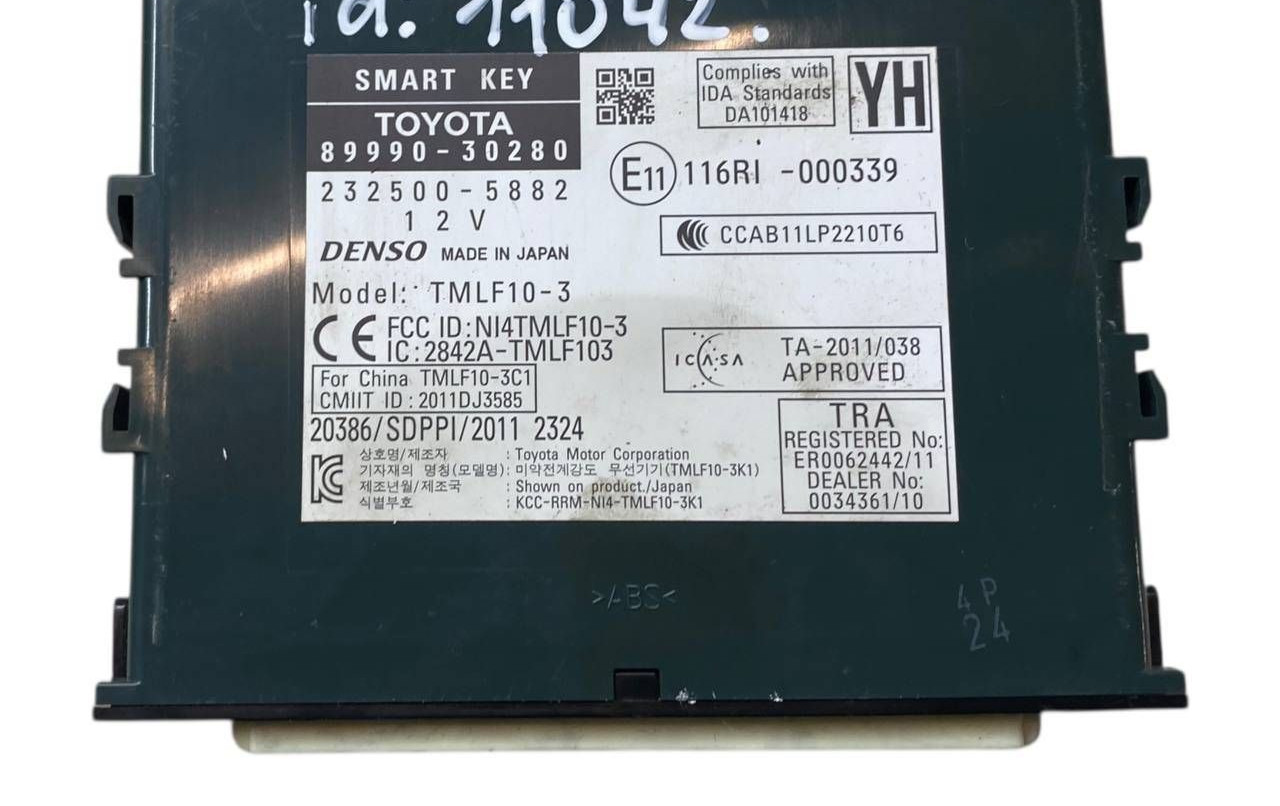 id. 11042.
SMART KEY
TOYOTA
89990-30280
232500-5882
12V
DENSO MADE IN JAPAN
Model: TMLF10-3
CE FCC ID:NI4TMLF10-3
IC:2842A-TMLF103
For China TMLF10-3C1
CMIIT ID:2011DJ3585
20386/SDPPI/2011 2324
상호명/제조자 : Toyota Motor Corporation
기자재의 명칭(모델명): 미약전계강도 무선기기(TMLF10-3K1)
제조년월/제조국 : Shown on product./Japan
식별부호 : KCC-RRM-NI4-TMLF10-3K1
Complies with
IDA Standards
DA101418
YH
E11 116RI -000339
CCAB11LP2210T6
ICASA
TA-2011/038
APPROVED
TRA
REGISTERED No:
ER0062442/11
DEALER No:
0034361/10
>ABS<
4P
24